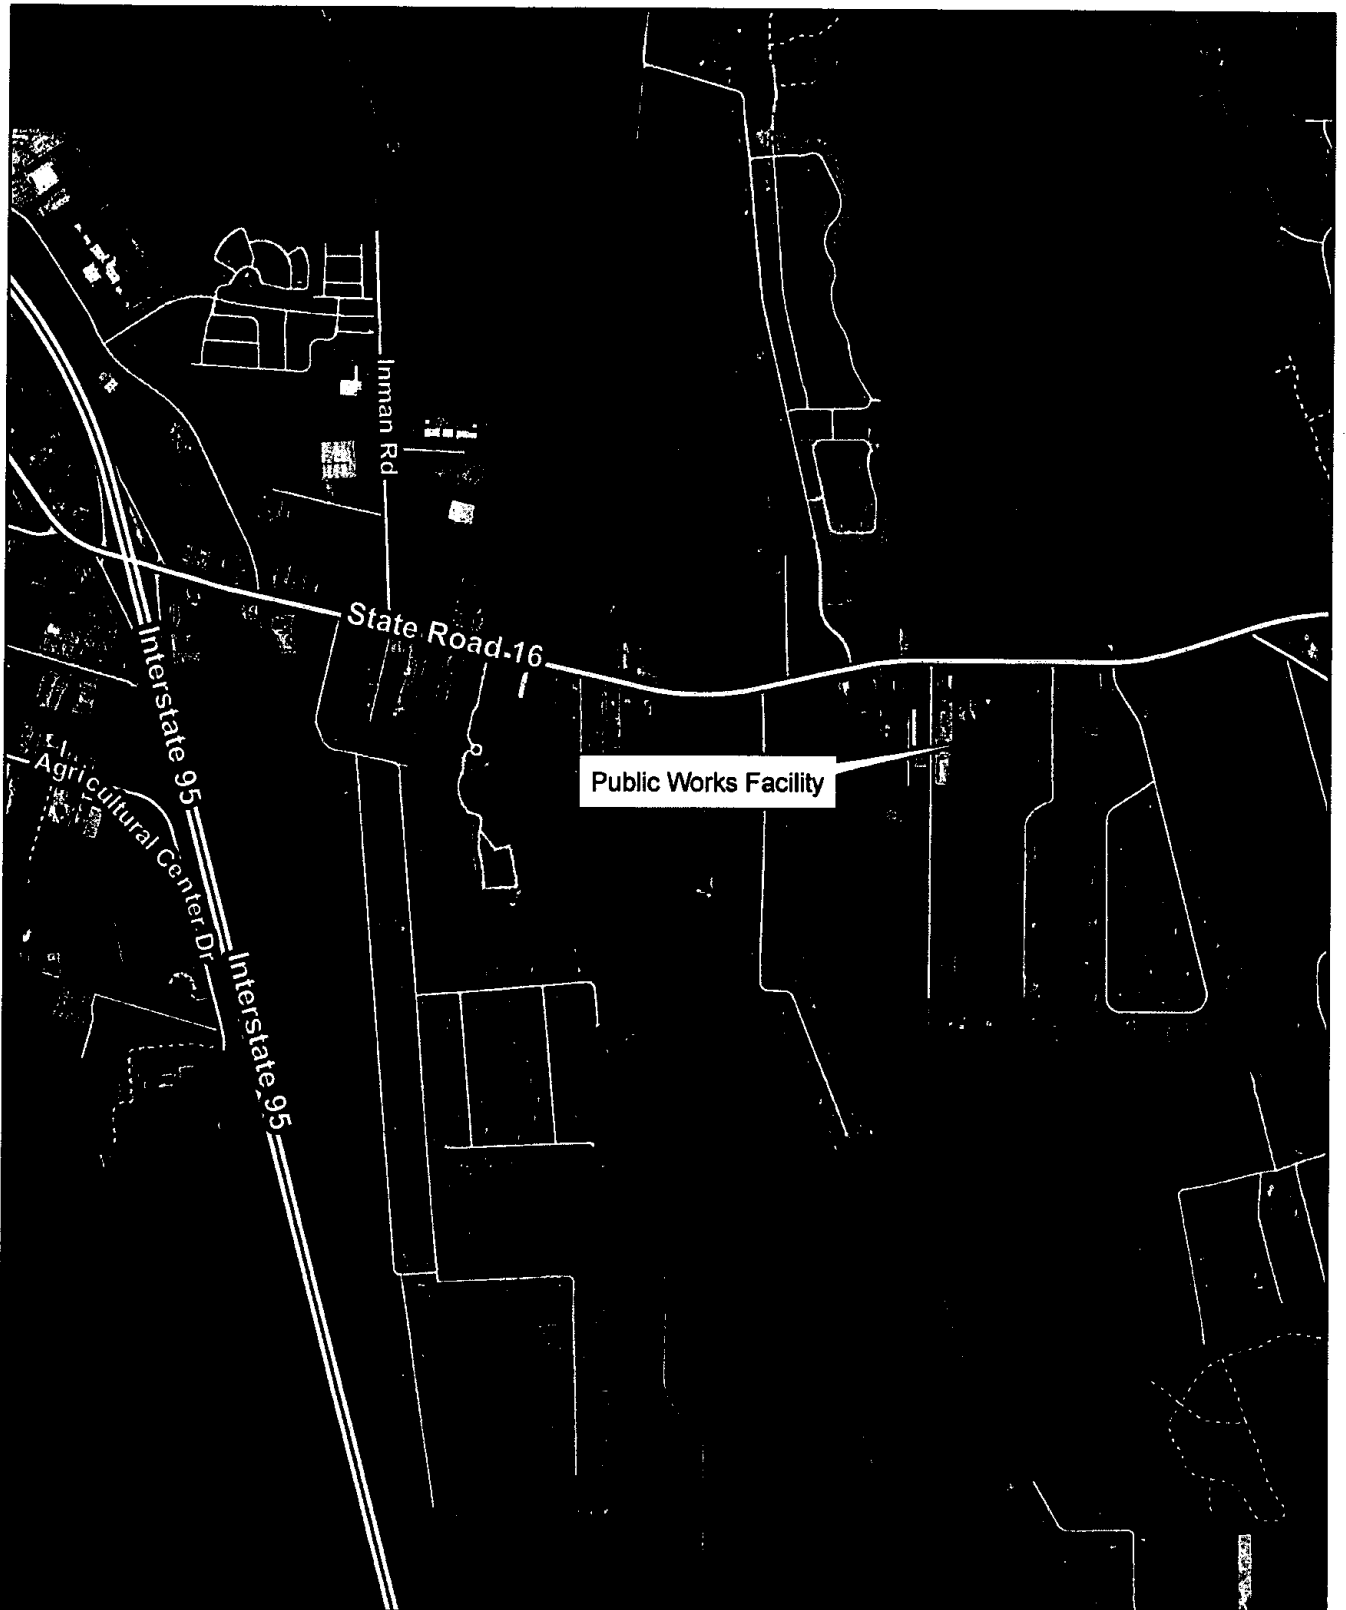 Inman Rd
State Road 16
Interstate 95
Public Works Facility
Agricultural Center Dr
Interstate 95